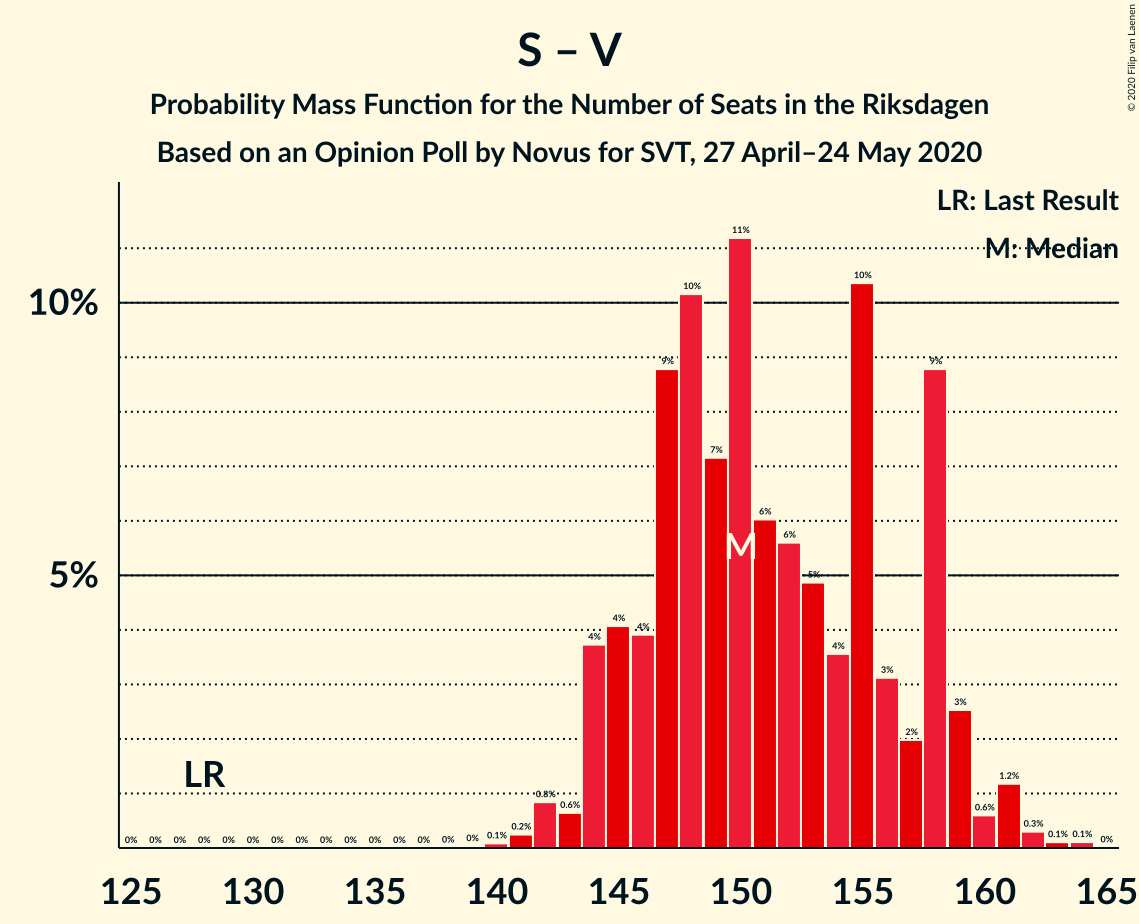 © 2020 Filip van Laenen
S – V
Probability Mass Function for the Number of Seats in the Riksdagen
Based on an Opinion Poll by Novus for SVT, 27 April–24 May 2020
LR: Last Result
M: Median
10%
5%
0% 0% 0% 0% 0% 0% 0% 0% 0% 0% 0% 0% 0% 0% 0% 0.1% 0.2% 0.8% 0.6% 4% 4% 4% 9% 10% 7% 11% 6% 6% 5% 4% 10% 3% 2% 9% 3% 0.6% 1.2% 0.3% 0.1% 0.1% 0%
M
LR
125 130 135 140 145 150 155 160 165